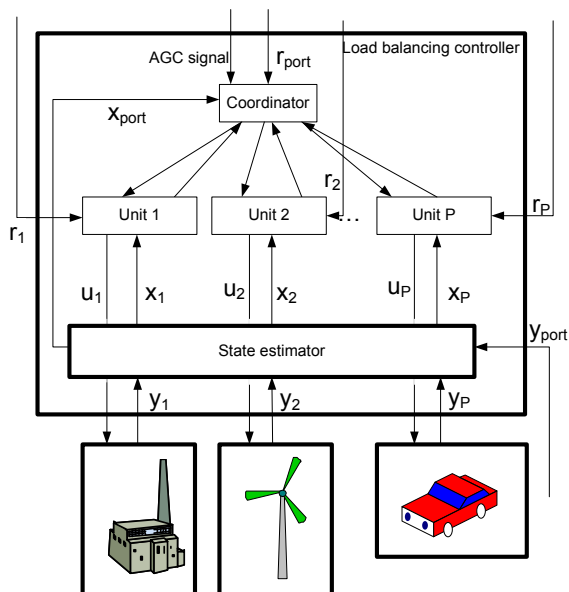 AGC signal
r_port
Load balancing controller
x_port
Coordinator
r_2
Unit 1
Unit 2
...
Unit P
r_1
r_P
u_1
x_1
u_2
x_2
u_P
x_P
y_port
State estimator
y_1
y_2
y_P